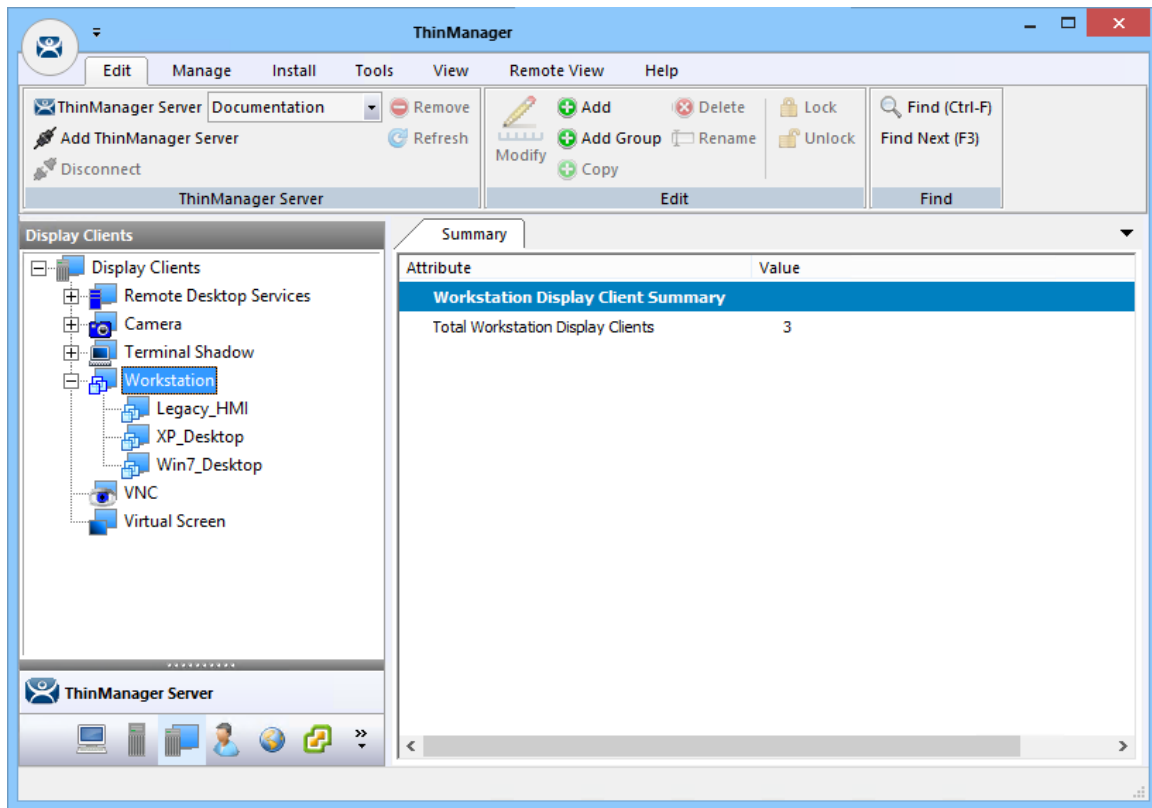 ThinManager
Edit Manage Install Tools View Remote View Help
ThinManager Server Documentation Remove Add Delete Lock Find (Ctrl-F)
Add ThinManager Server Refresh Modify Add Group Rename Unlock Find Next (F3)
Disconnect Copy
ThinManager Server Edit Find
Display Clients Summary
Display Clients
Remote Desktop Services
Camera
Terminal Shadow
Workstation
Legacy_HMI
XP_Desktop
Win7_Desktop
VNC
Virtual Screen
Attribute Value
Workstation Display Client Summary
Total Workstation Display Clients 3
ThinManager Server